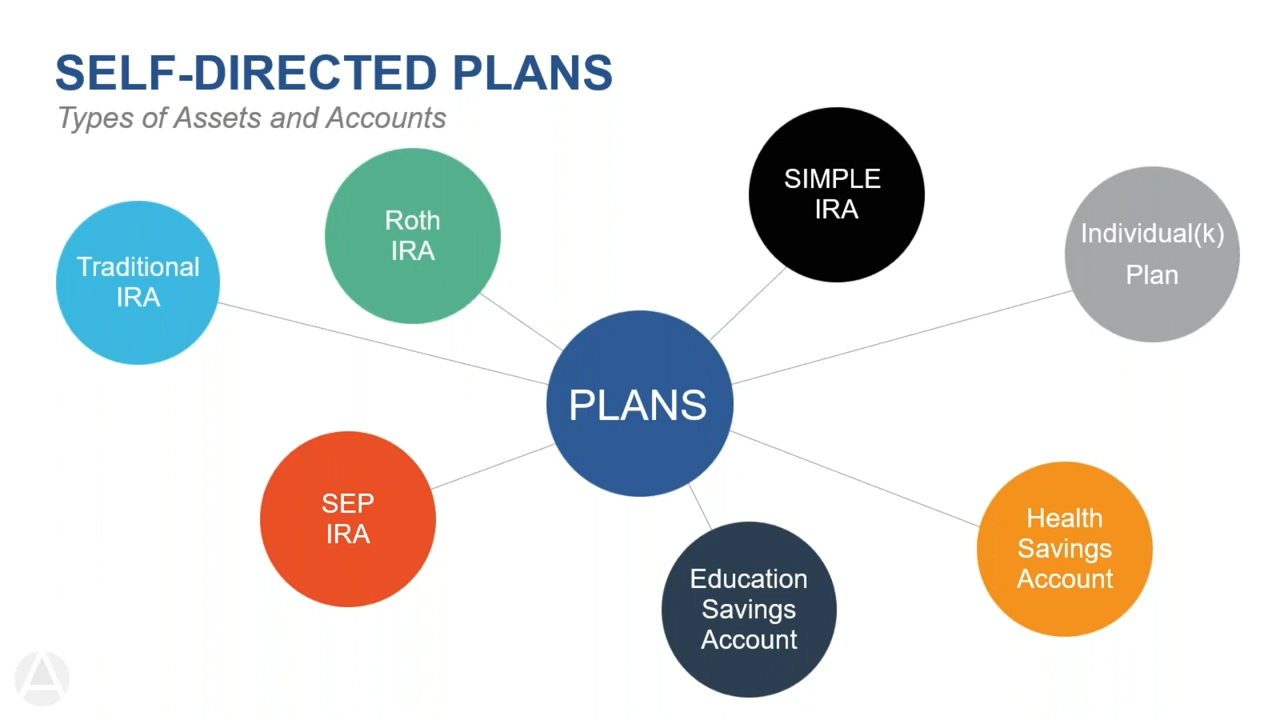 SELF-DIRECTED PLANS
Types of Assets and Accounts
Traditional
IRA
Roth
IRA
SIMPLE
IRA
Individual(k)
Plan
PLANS
SEP
IRA
Education
Savings
Account
Health
Savings
Account